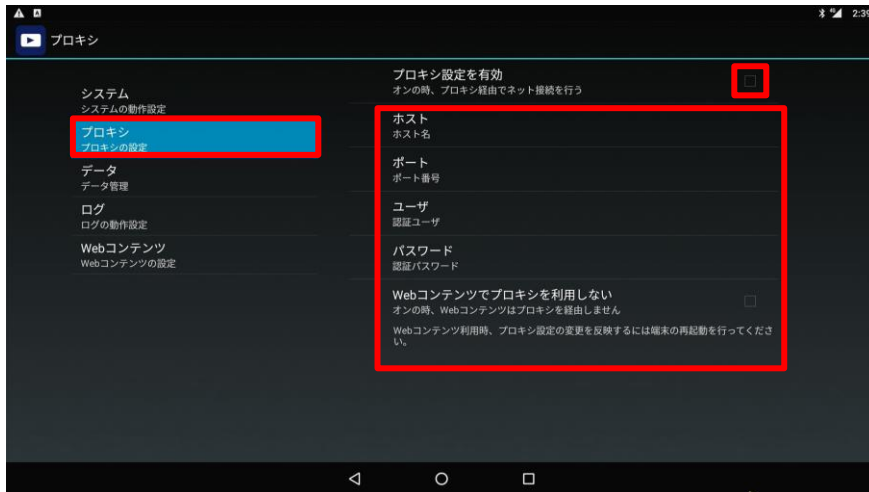 2:39
プロキシ
システム
システムの動作設定
プロキシ
プロキシの設定
データ
データ管理
ログ
ログの動作設定
Webコンテンツ
Webコンテンツの設定
プロキシ設定を有効
オンの時、プロキシ経由でネット接続を行う
ホスト
ホスト名
ポート
ポート番号
ユーザ
認証ユーザ
パスワード
認証パスワード
Webコンテンツでプロキシを利用しない
オンの時、Webコンテンツはプロキシを経由しません
Webコンテンツ利用時、プロキシ設定の変更を反映するには端末の再起動を行ってくださ
い。